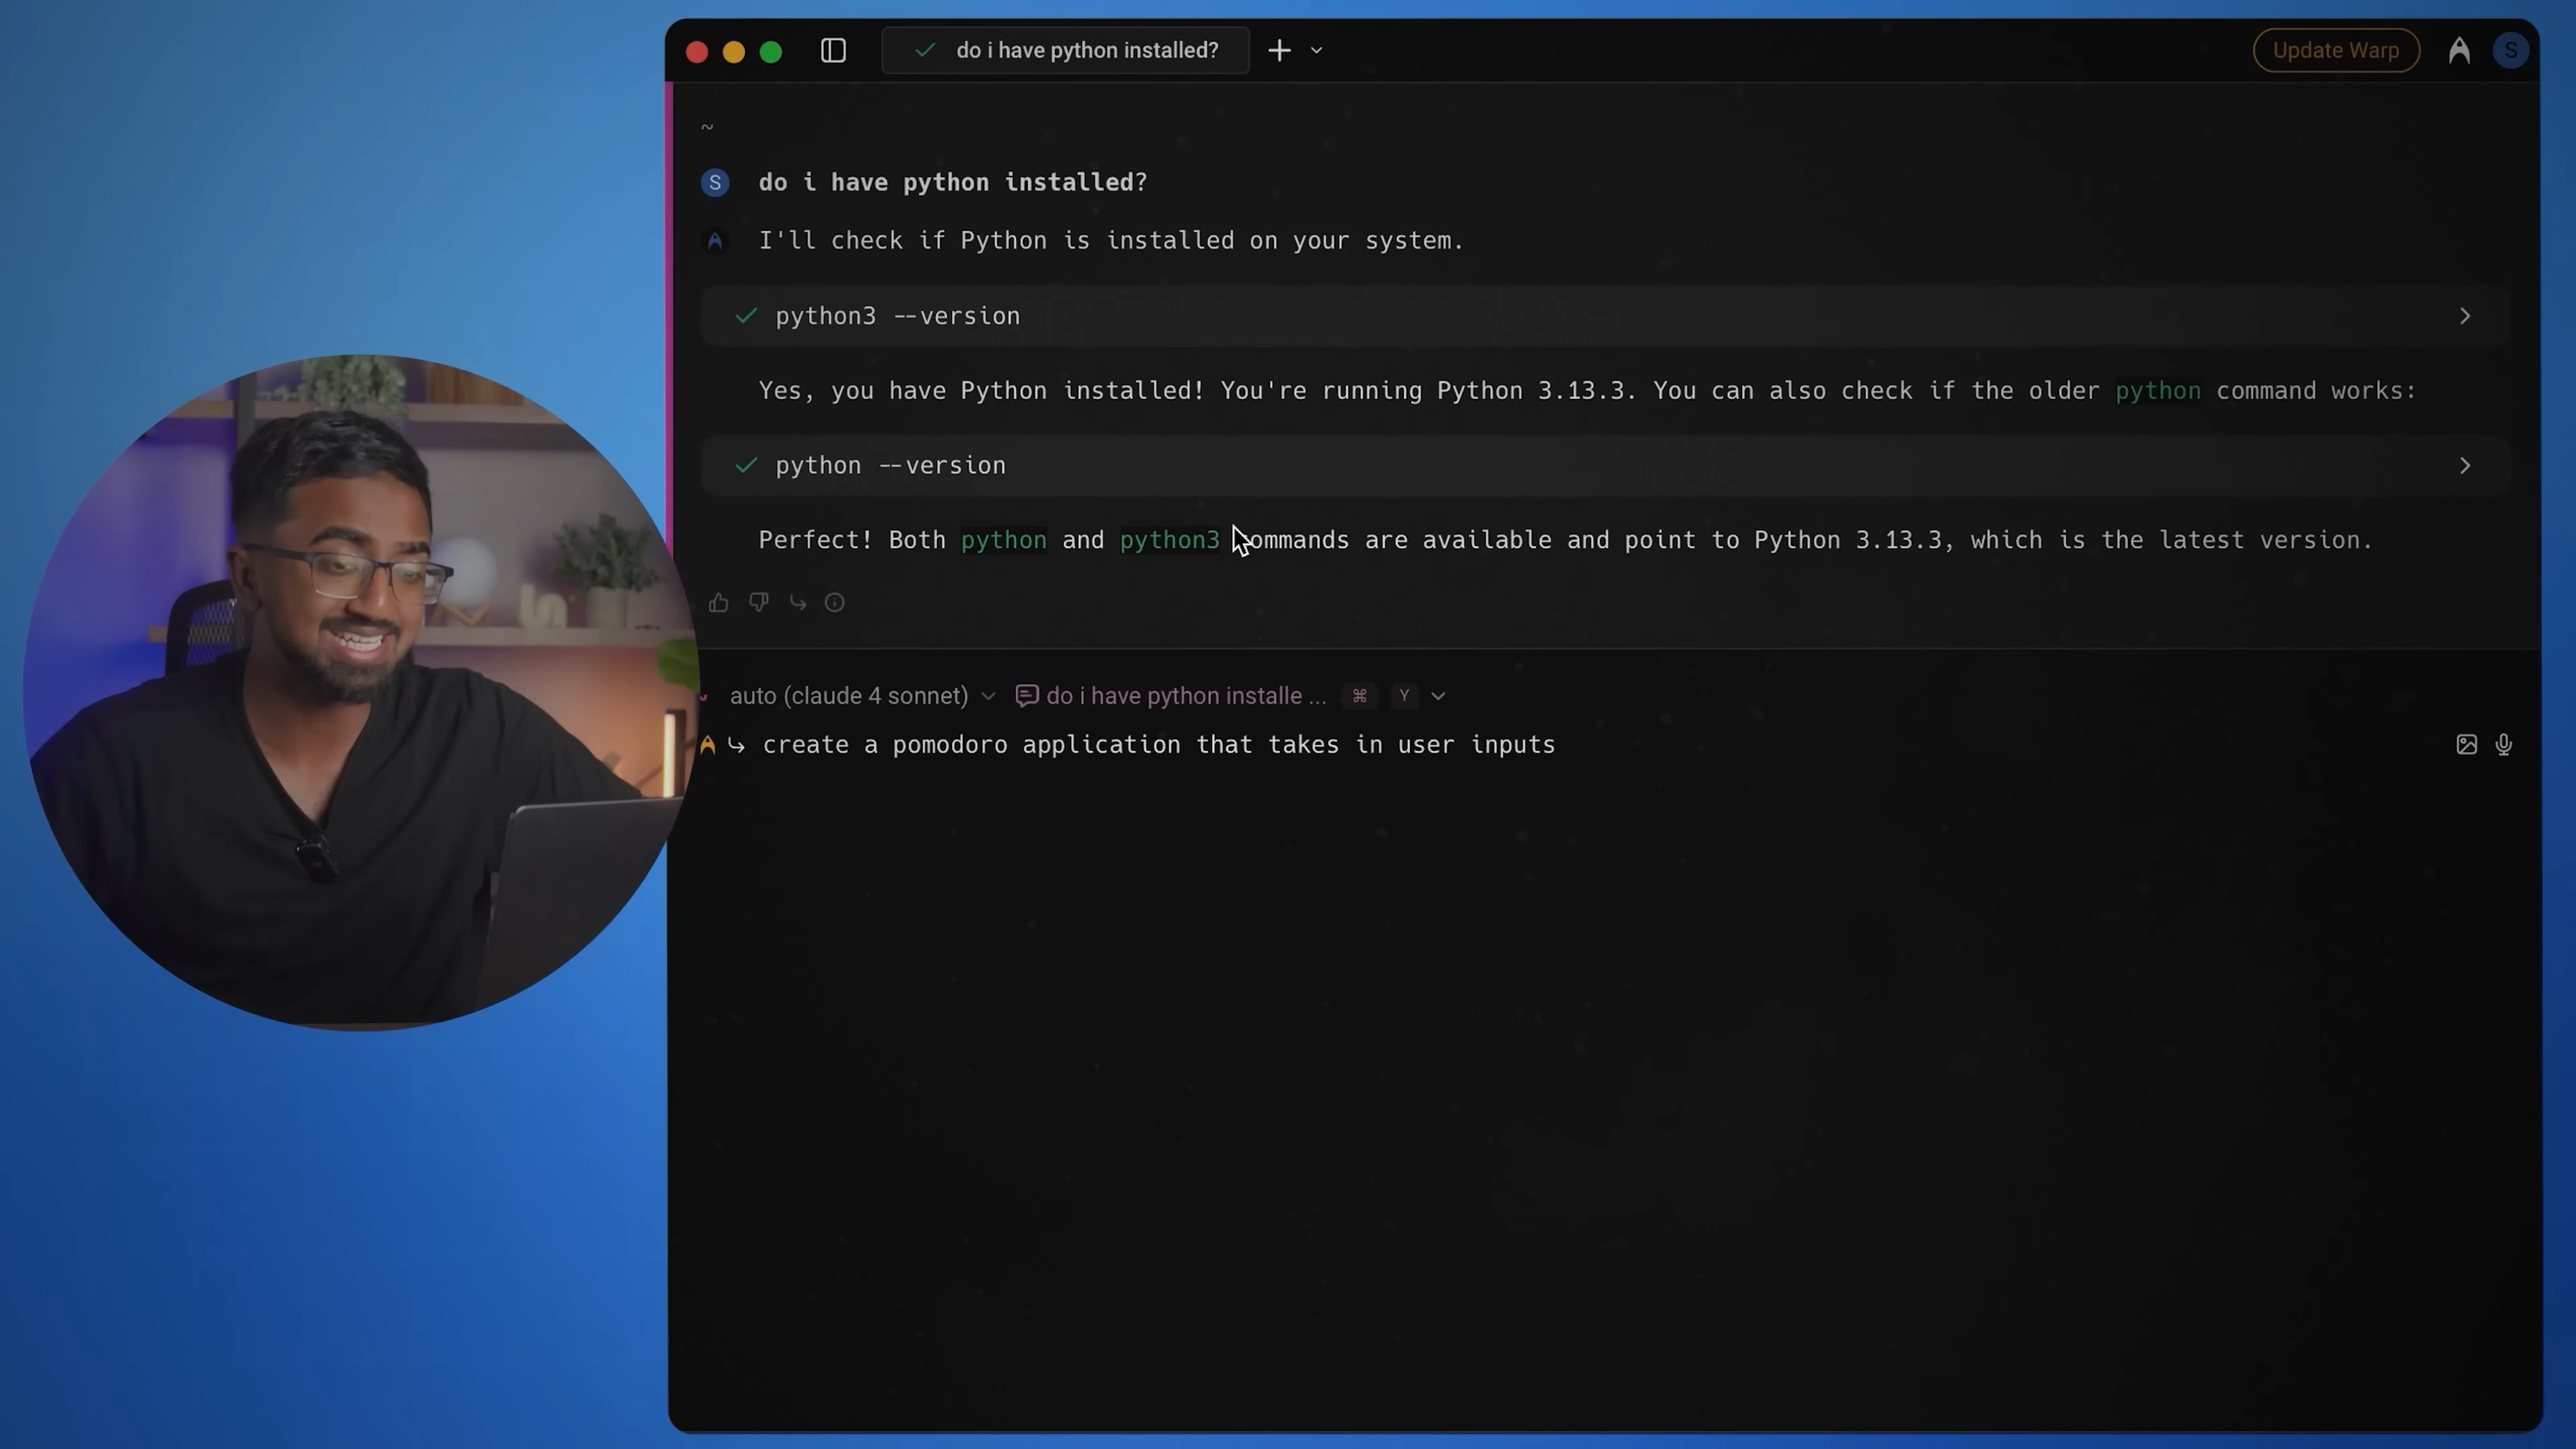 do i have python installed?
Update Warp
S
~
S do i have python installed?
I'll check if Python is installed on your system.
python3 --version
Yes, you have Python installed! You're running Python 3.13.3. You can also check if the older python command works:
python --version
Perfect! Both python and python3 commands are available and point to Python 3.13.3, which is the latest version.
auto (claude 4 sonnet) do i have python installe ... ⌘ Y
create a pomodoro application that takes in user inputs